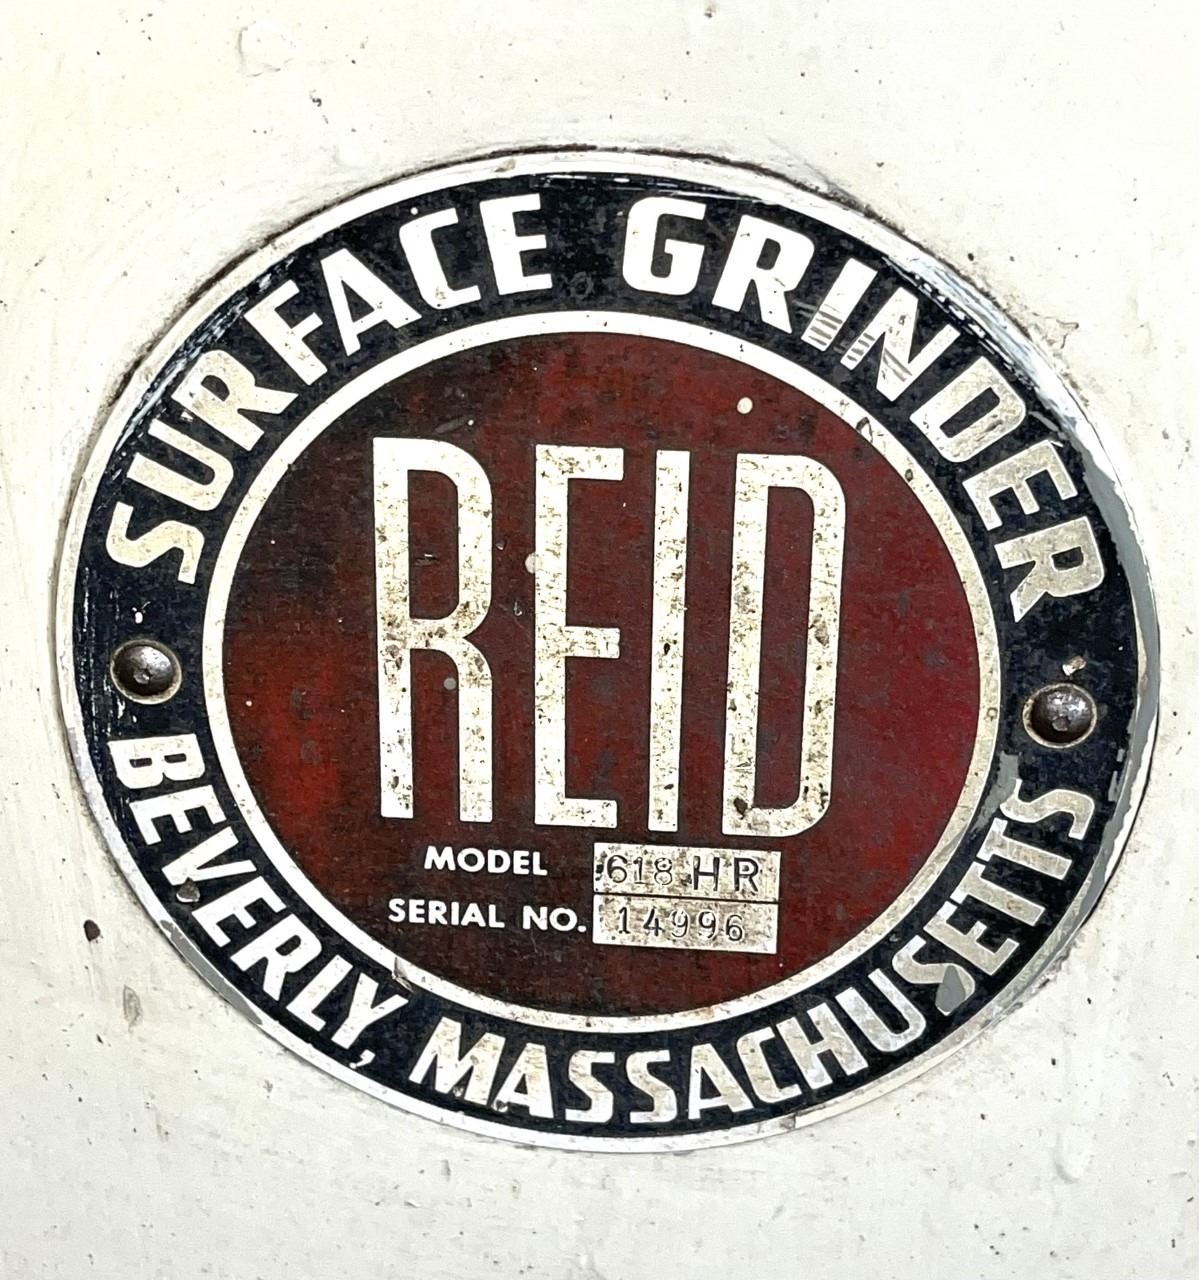 SURFACE GRINDER
REID
MODEL 618 HR
SERIAL NO. 14996
BEVERLY, MASSACHUSETTS